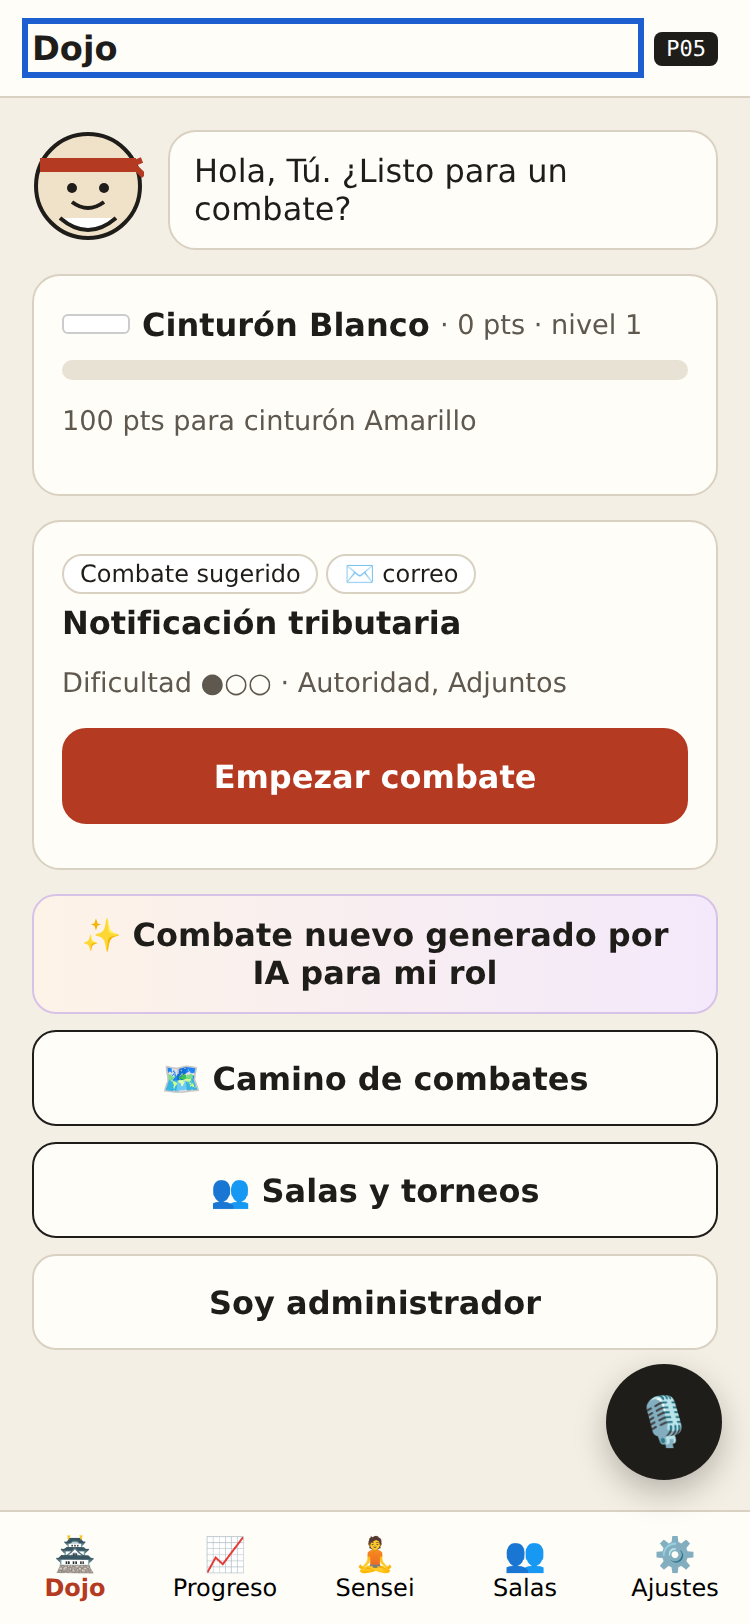 Dojo
P05
Hola, Tú. ¿Listo para un
combate?
Cinturón Blanco · 0 pts · nivel 1
100 pts para cinturón Amarillo
Combate sugerido ✉️ correo
Notificación tributaria
Dificultad ●○○ · Autoridad, Adjuntos
Empezar combate
✨ Combate nuevo generado por
IA para mi rol
🗺️ Camino de combates
👥 Salas y torneos
Soy administrador
Dojo
Progreso
Sensei
Salas
Ajustes